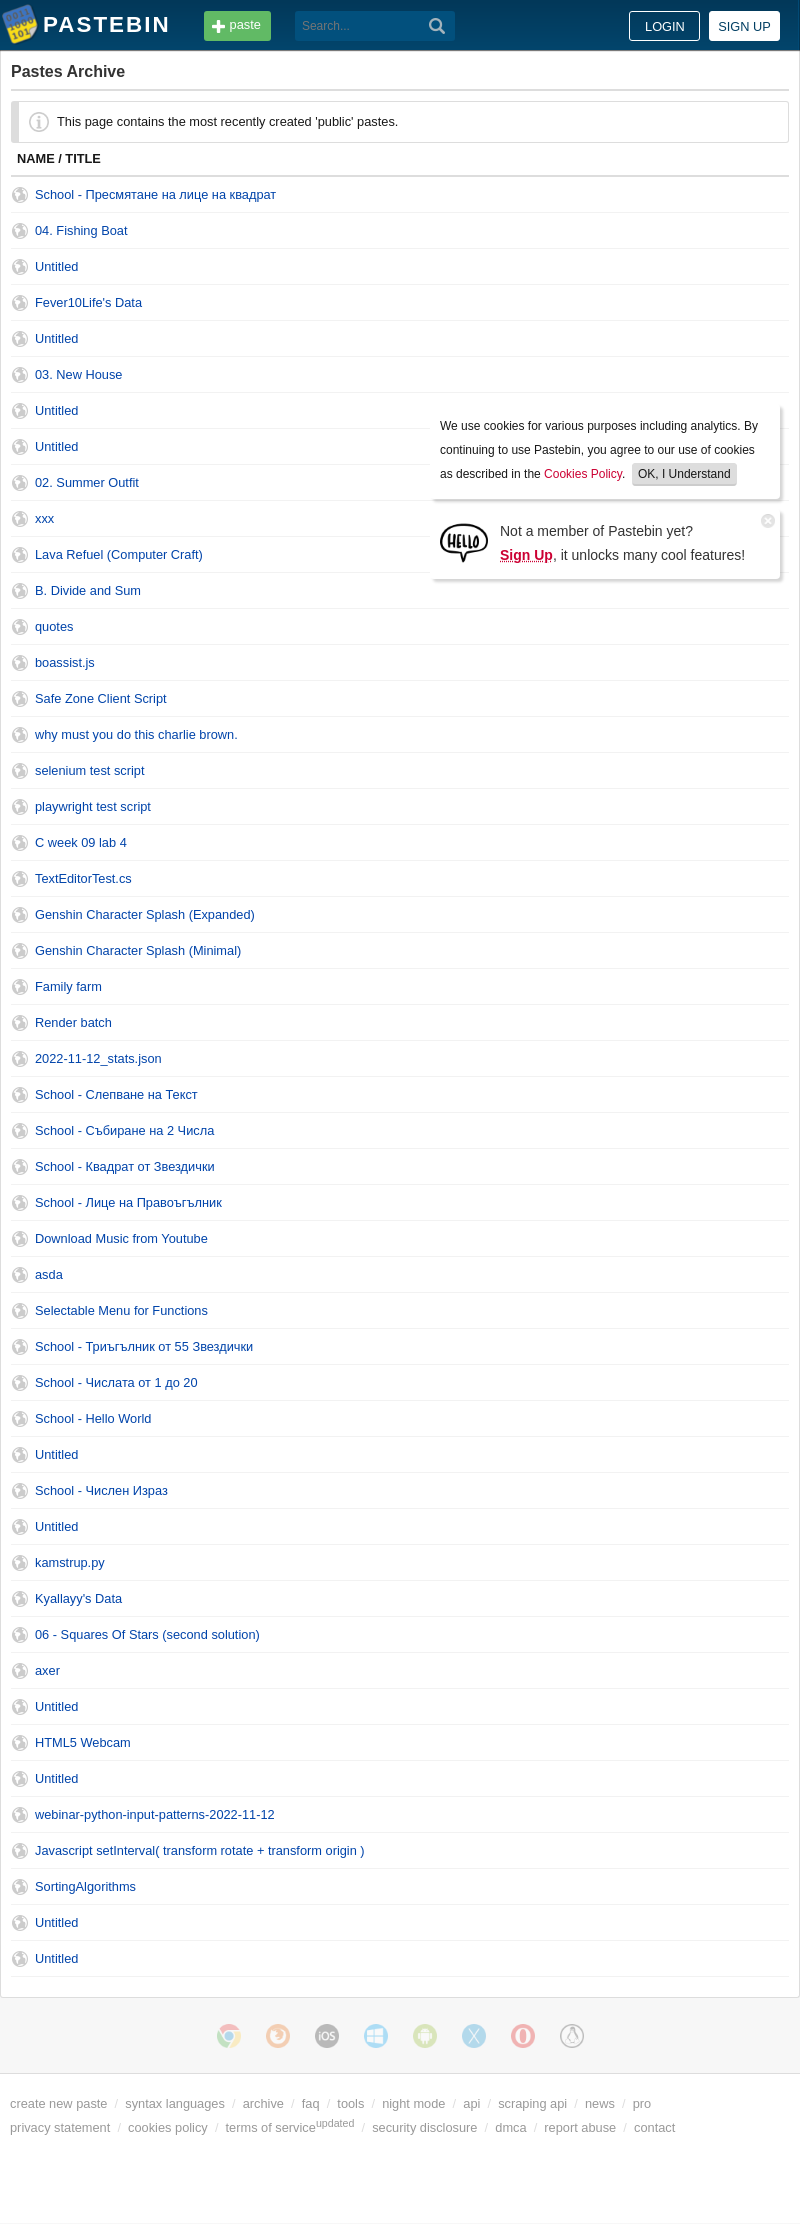 PASTEBIN
paste
Search...
LOGIN
SIGN UP
Pastes Archive
This page contains the most recently created 'public' pastes.
NAME / TITLE
School - Пресмятане на лице на квадрат
04. Fishing Boat
Untitled
Fever10Life's Data
Untitled
03. New House
Untitled
Untitled
02. Summer Outfit
xxx
Lava Refuel (Computer Craft)
B. Divide and Sum
We use cookies for various purposes including analytics. By
continuing to use Pastebin, you agree to our use of cookies
as described in the Cookies Policy. OK, I Understand
HELLO
Not a member of Pastebin yet?
Sign Up, it unlocks many cool features!
quotes
boassist.js
Safe Zone Client Script
why must you do this charlie brown.
selenium test script
playwright test script
C week 09 lab 4
TextEditorTest.cs
Genshin Character Splash (Expanded)
Genshin Character Splash (Minimal)
Family farm
Render batch
2022-11-12_stats.json
School - Слепване на Текст
School - Събиране на 2 Числа
School - Квадрат от Звездички
School - Лице на Правоъгълник
Download Music from Youtube
asda
Selectable Menu for Functions
School - Триъгълник от 55 Звездички
School - Числата от 1 до 20
School - Hello World
Untitled
School - Числен Израз
Untitled
kamstrup.py
Kyallayy's Data
06 - Squares Of Stars (second solution)
axer
Untitled
HTML5 Webcam
Untitled
webinar-python-input-patterns-2022-11-12
Javascript setInterval( transform rotate + transform origin )
SortingAlgorithms
Untitled
Untitled
iOS
create new paste / syntax languages / archive / faq / tools / night mode / api / scraping api / news / pro
privacy statement / cookies policy / terms of serviceupdated / security disclosure / dmca / report abuse / contact